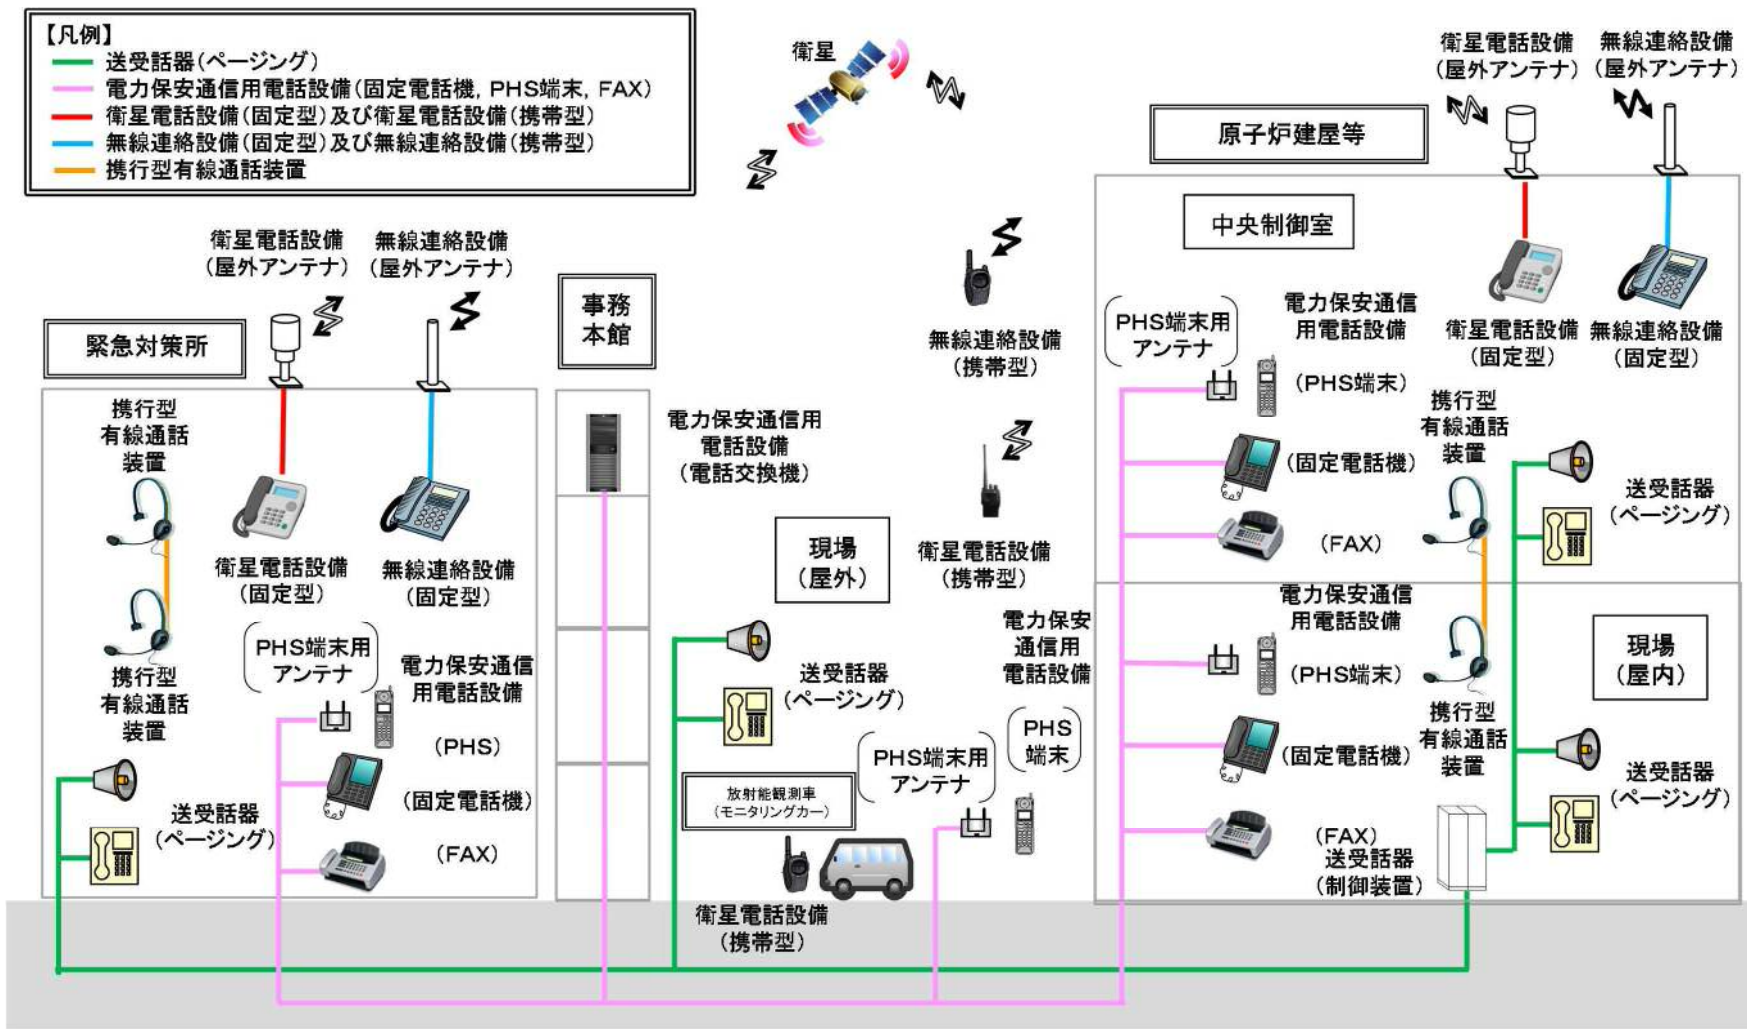 【凡例】
送受話器(ページング)
電力保安通信用電話設備(固定電話機, PHS端末, FAX)
衛星電話設備(固定型)及び衛星電話設備(携帯型)
無線連絡設備(固定型)及び無線連絡設備(携帯型)
携行型有線通話装置
衛星
衛星電話設備
(屋外アンテナ)
無線連絡設備
(屋外アンテナ)
原子炉建屋等
中央制御室
衛星電話設備
(屋外アンテナ)
無線連絡設備
(屋外アンテナ)
緊急対策所
事務
本館
携行型
有線通話
装置
衛星電話設備
(固定型)
無線連絡設備
(固定型)
携行型
有線通話
装置
PHS端末用
アンテナ
電力保安通信
用電話設備
(PHS)
(固定電話機)
(FAX)
送受話器
(ページング)
電力保安通信用
電話設備
(電話交換機)
無線連絡設備
(携帯型)
衛星電話設備
(携帯型)
現場
(屋外)
送受話器
(ページング)
電力保安
通信用
電話設備
PHS
端末
PHS端末用
アンテナ
放射能観測車
(モニタリングカー)
衛星電話設備
(携帯型)
PHS端末用
アンテナ
電力保安通信
用電話設備
(PHS端末)
(固定電話機)
(FAX)
衛星電話設備
(固定型)
無線連絡設備
(固定型)
携行型
有線通話
装置
送受話器
(ページング)
電力保安通信
用電話設備
(PHS端末)
(固定電話機)
(FAX)
携行型
有線通話
装置
現場
(屋内)
送受話器
(ページング)
送受話器
(制御装置)